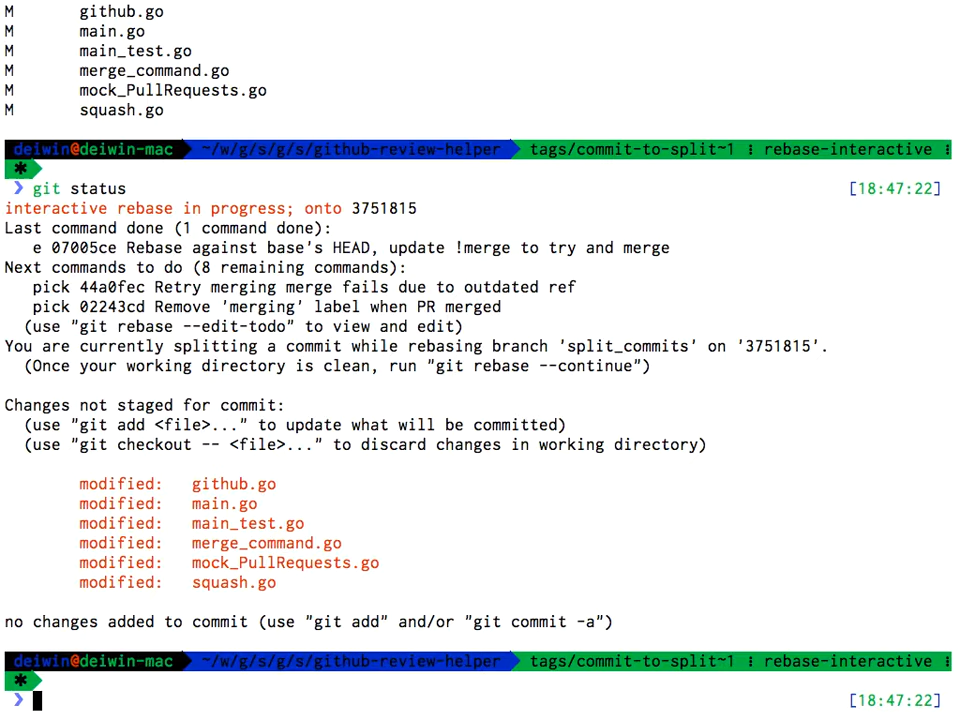 M       github.go
M       main.go
M       main_test.go
M       merge_command.go
M       mock_PullRequests.go
M       squash.go
deiwin@deiwin-mac ~/w/g/s/g/s/github-review-helper tags/commit-to-split~1 ⋮ rebase-interactive ⋮
✱
❯ git status [18:47:22]
interactive rebase in progress; onto 3751815
Last command done (1 command done):
   e 07005ce Rebase against base's HEAD, update !merge to try and merge
Next commands to do (8 remaining commands):
   pick 44a0fec Retry merging merge fails due to outdated ref
   pick 02243cd Remove 'merging' label when PR merged
  (use "git rebase --edit-todo" to view and edit)
You are currently splitting a commit while rebasing branch 'split_commits' on '3751815'.
  (Once your working directory is clean, run "git rebase --continue")
Changes not staged for commit:
  (use "git add <file>..." to update what will be committed)
  (use "git checkout -- <file>..." to discard changes in working directory)
        modified:   github.go
        modified:   main.go
        modified:   main_test.go
        modified:   merge_command.go
        modified:   mock_PullRequests.go
        modified:   squash.go
no changes added to commit (use "git add" and/or "git commit -a")
deiwin@deiwin-mac ~/w/g/s/g/s/github-review-helper tags/commit-to-split~1 ⋮ rebase-interactive ⋮
✱
❯ [18:47:22]